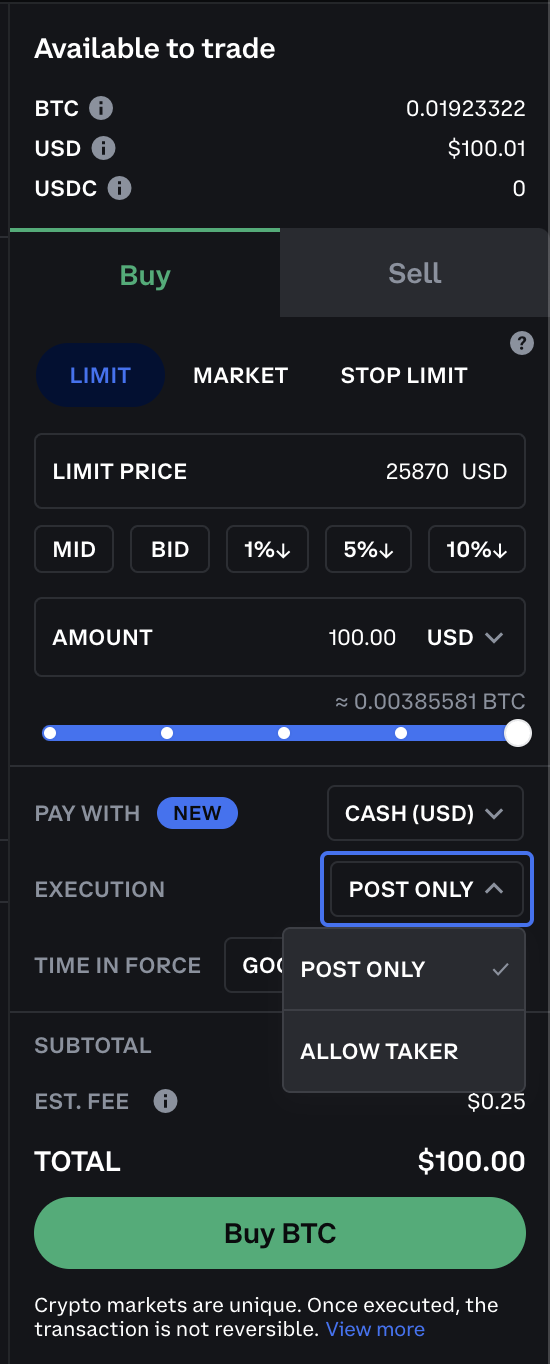 Available to trade
BTC 0.01923322
USD $100.01
USDC 0
Buy Sell
?
LIMIT MARKET STOP LIMIT
LIMIT PRICE 25870 USD
MID BID 1%↓ 5%↓ 10%↓
AMOUNT 100.00 USD
≈ 0.00385581 BTC
PAY WITH NEW CASH (USD)
EXECUTION POST ONLY
TIME IN FORCE
POST ONLY
ALLOW TAKER
SUBTOTAL
EST. FEE $0.25
TOTAL $100.00
Buy BTC
Crypto markets are unique. Once executed, the
transaction is not reversible. View more